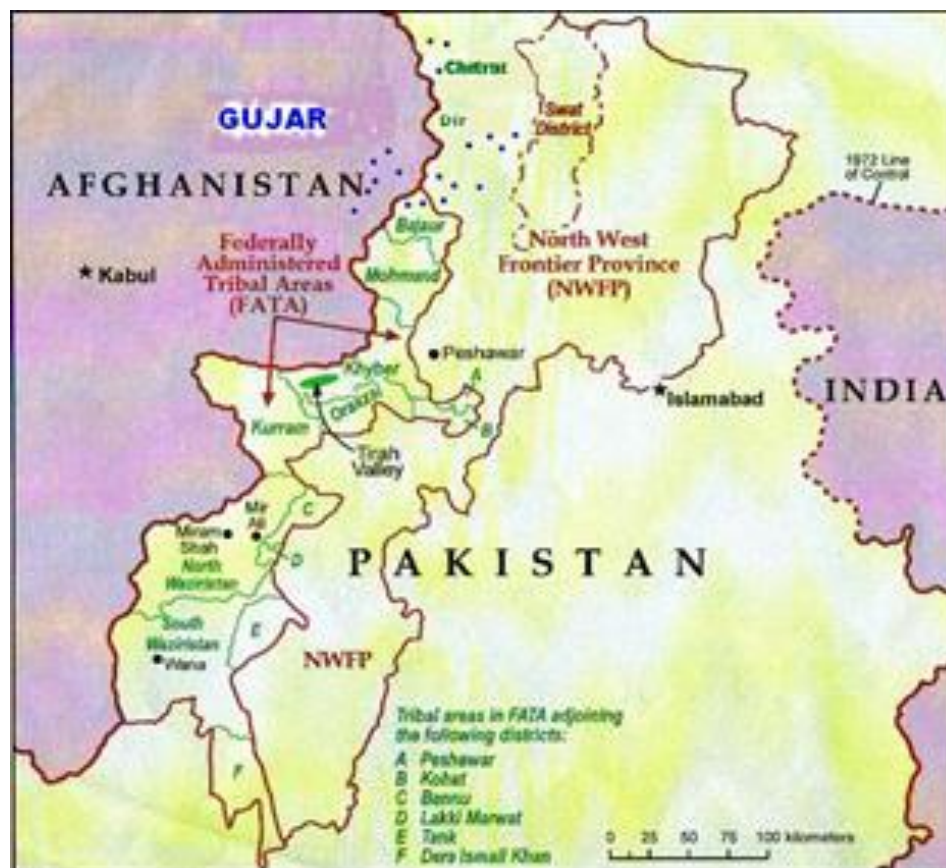 Chitral
GUJAR
Dir
Swat
District
1972 Line
of Control
AFGHANISTAN
Bajaur
Federally
Administered
Tribal Areas
(FATA)
North West
Frontier Province
(NWFP)
Mohmand
Kabul
Peshawar
Khyber
A
Islamabad
INDIA
Orakzai
Kurram
B
Tirah
Valley
Mir
Ali
C
Miram
Shah
North
Waziristan
D
PAKISTAN
South
Waziristan
E
Wana
NWFP
F
Tribal areas in FATA adjoining
the following districts:
A Peshawar
B Kohat
C Bannu
D Lakki Marwat
E Tank
F Dera Ismail Khan
0 25 50 75 100 kilometers